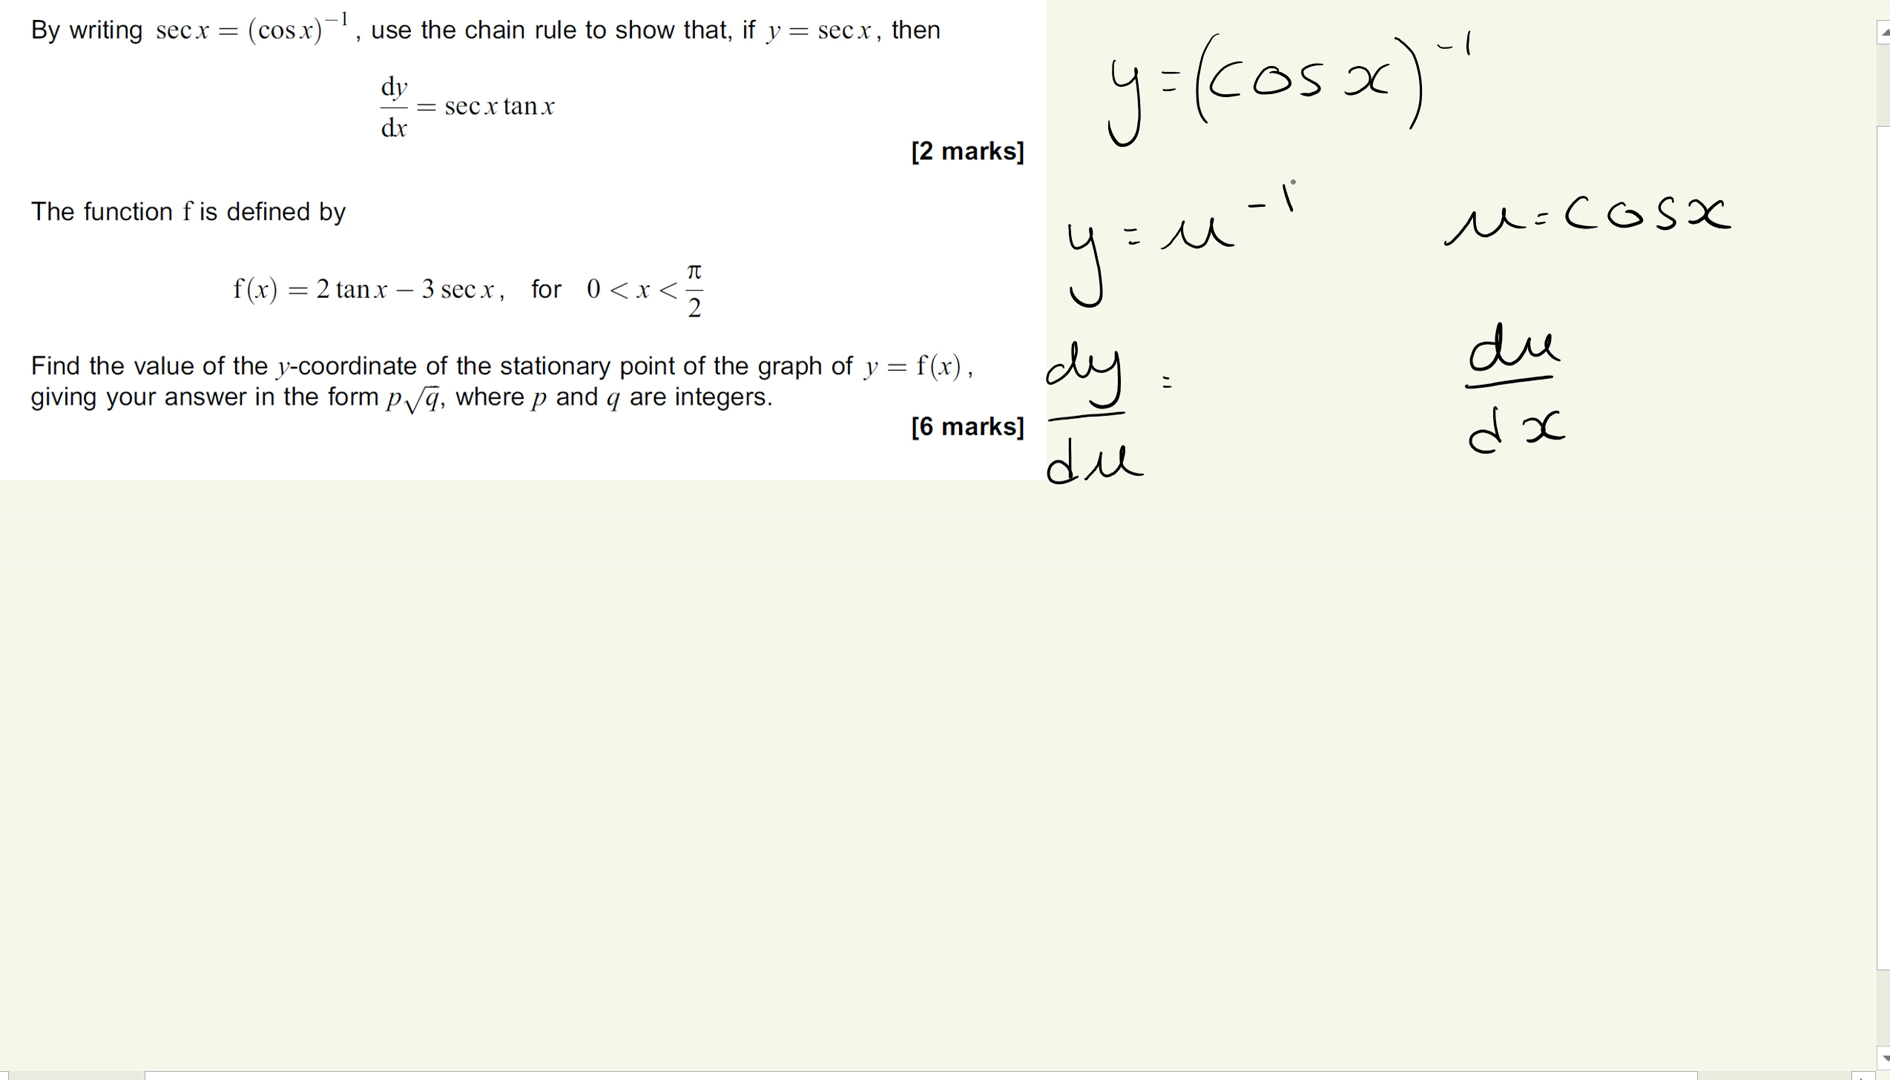 By writing sec x = (cos x)⁻¹, use the chain rule to show that, if y = sec x, then
dy/dx = sec x tan x
[2 marks]
The function f is defined by
f(x) = 2 tan x − 3 sec x, for 0 < x < π/2
Find the value of the y-coordinate of the stationary point of the graph of y = f(x),
giving your answer in the form p√q, where p and q are integers.
[6 marks]
y = (cos x)⁻¹
y = u⁻¹ u = cos x
dy/du = du/dx